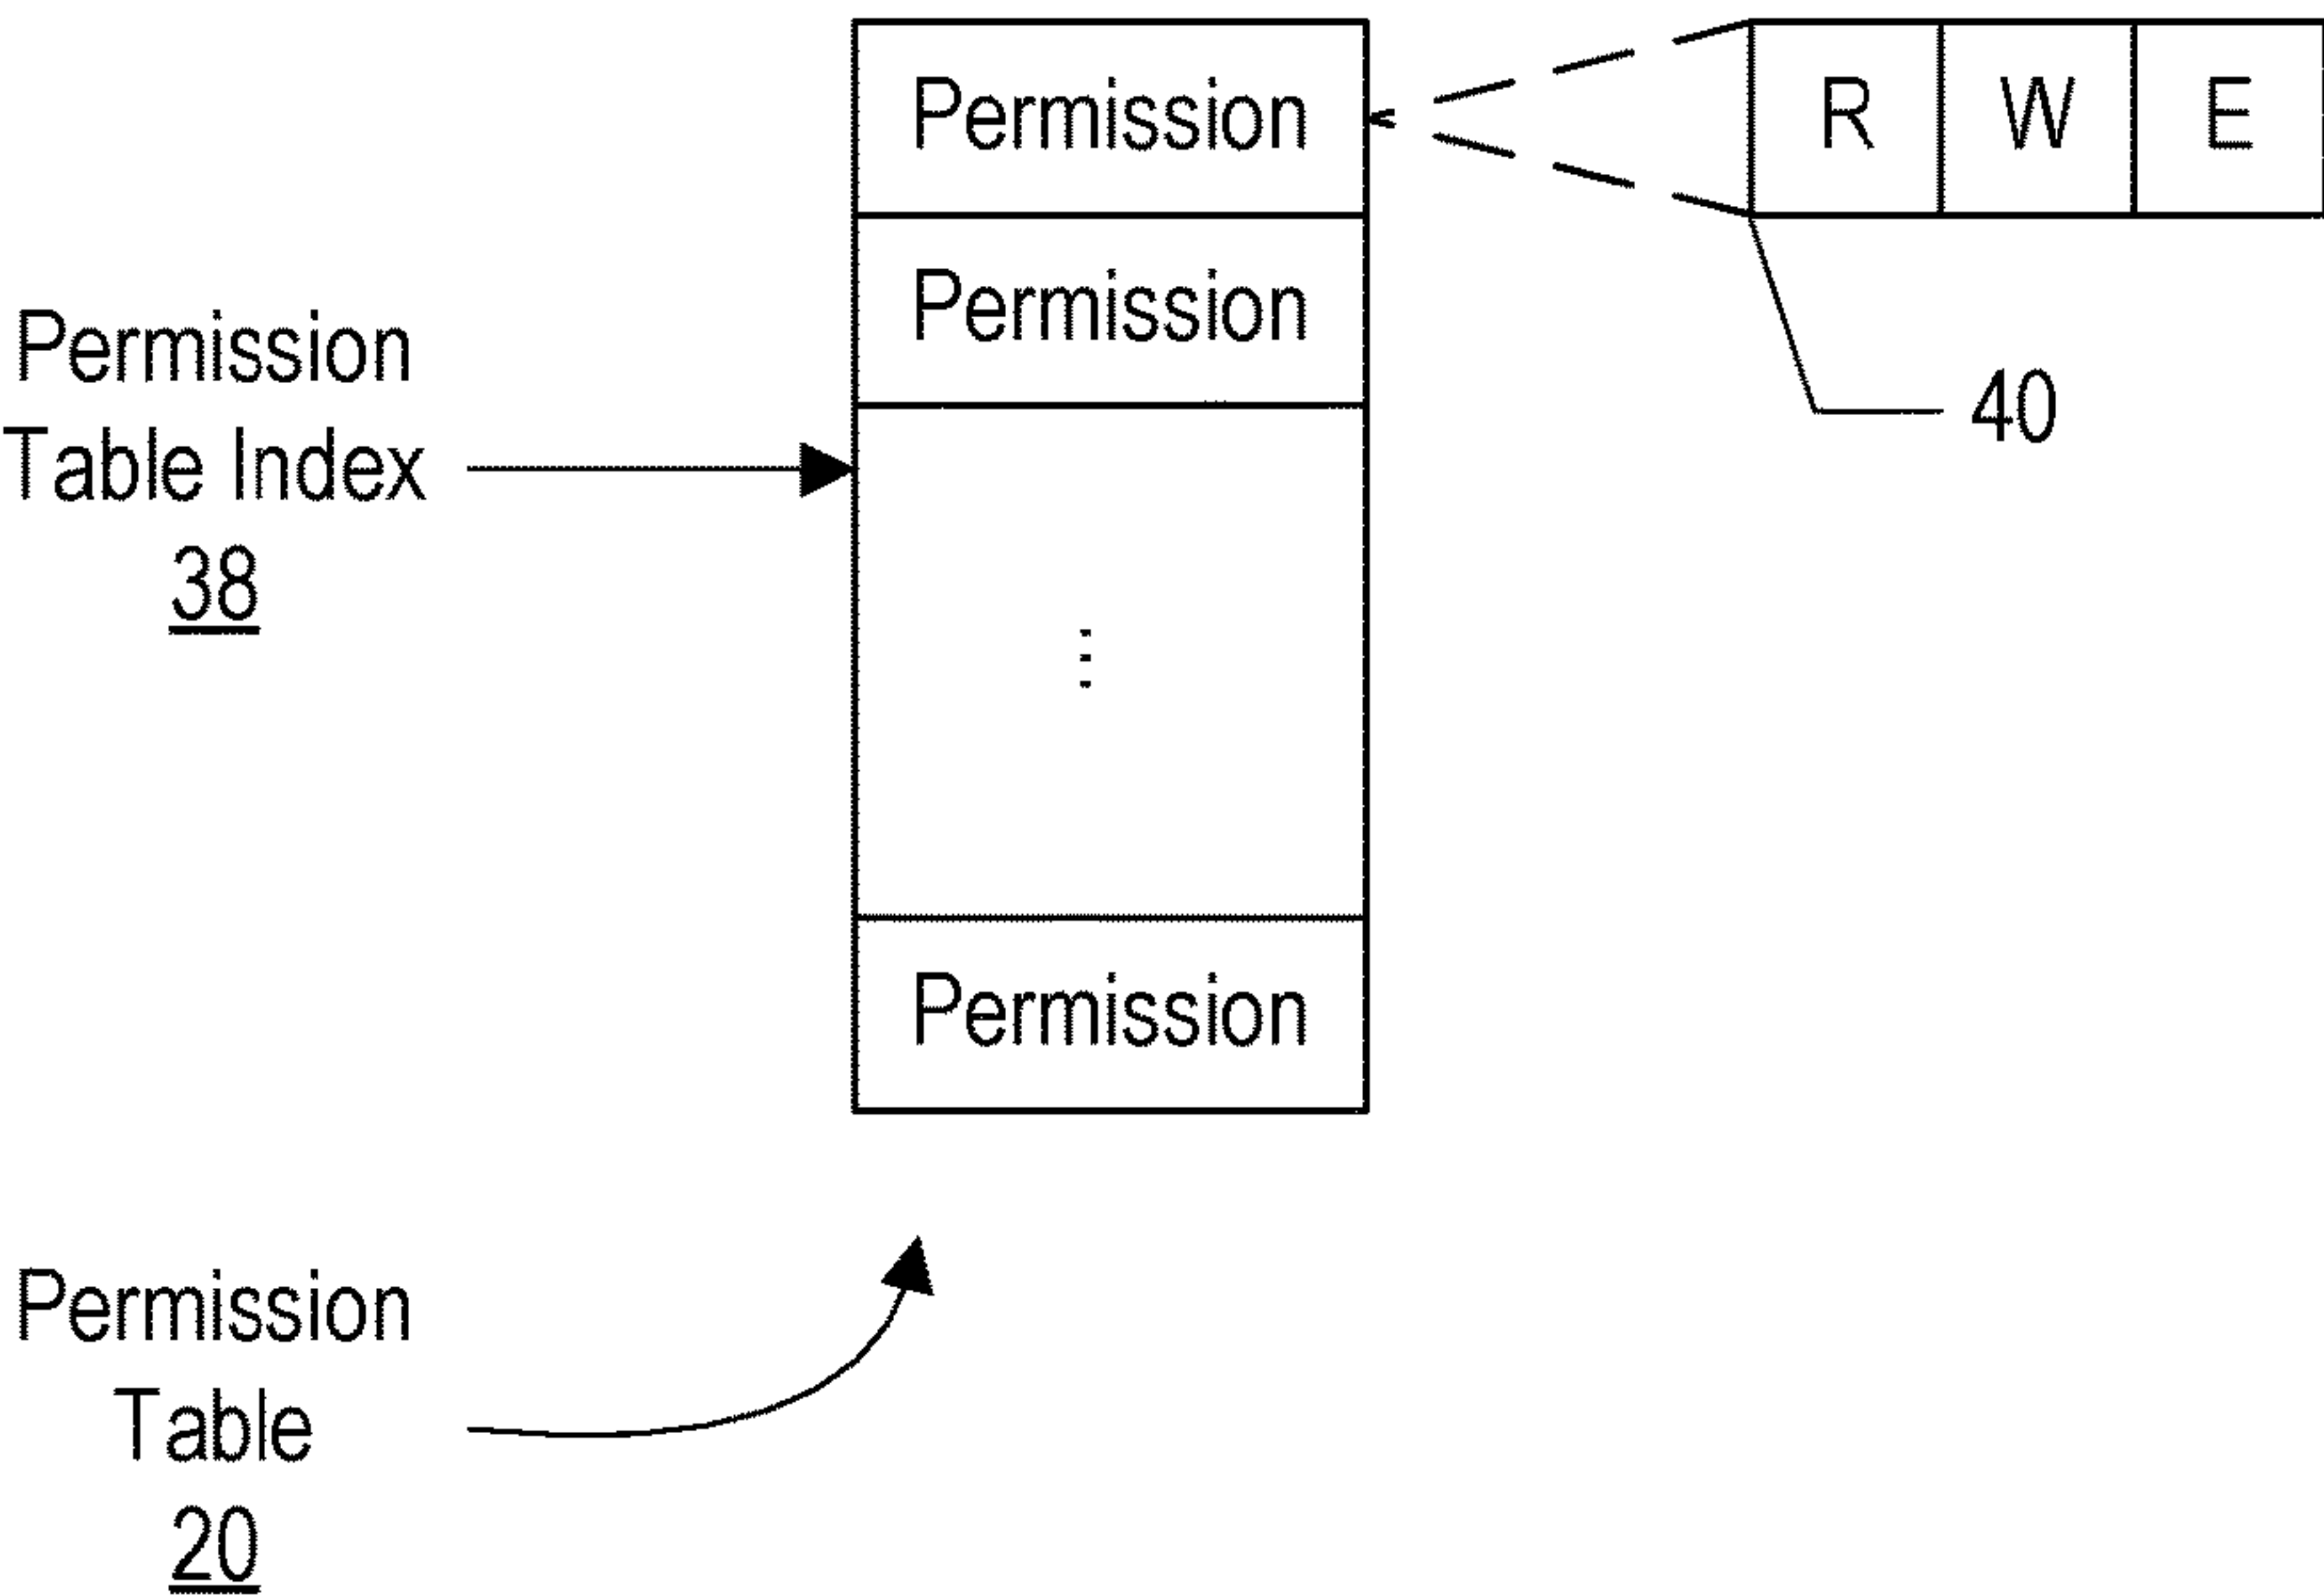 Permission
R W E
Permission
40
Permission
Table Index
38
Permission
Permission
Table
20